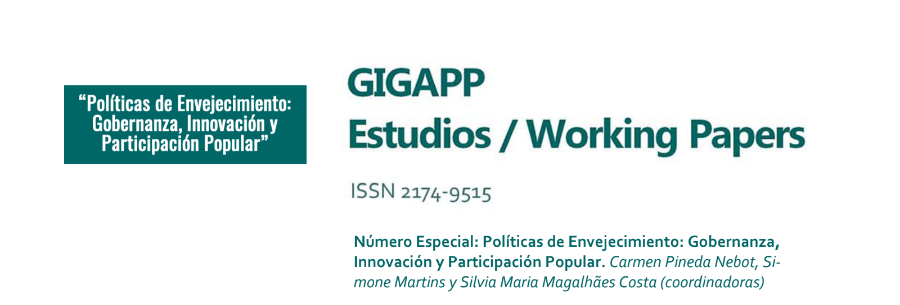 “Políticas de Envejecimiento:
Gobernanza, Innovación y
Participación Popular”
GIGAPP
Estudios / Working Papers
ISSN 2174-9515
Número Especial: Políticas de Envejecimiento: Gobernanza,
Innovación y Participación Popular. Carmen Pineda Nebot, Si-
mone Martins y Silvia Maria Magalhães Costa (coordinadoras)